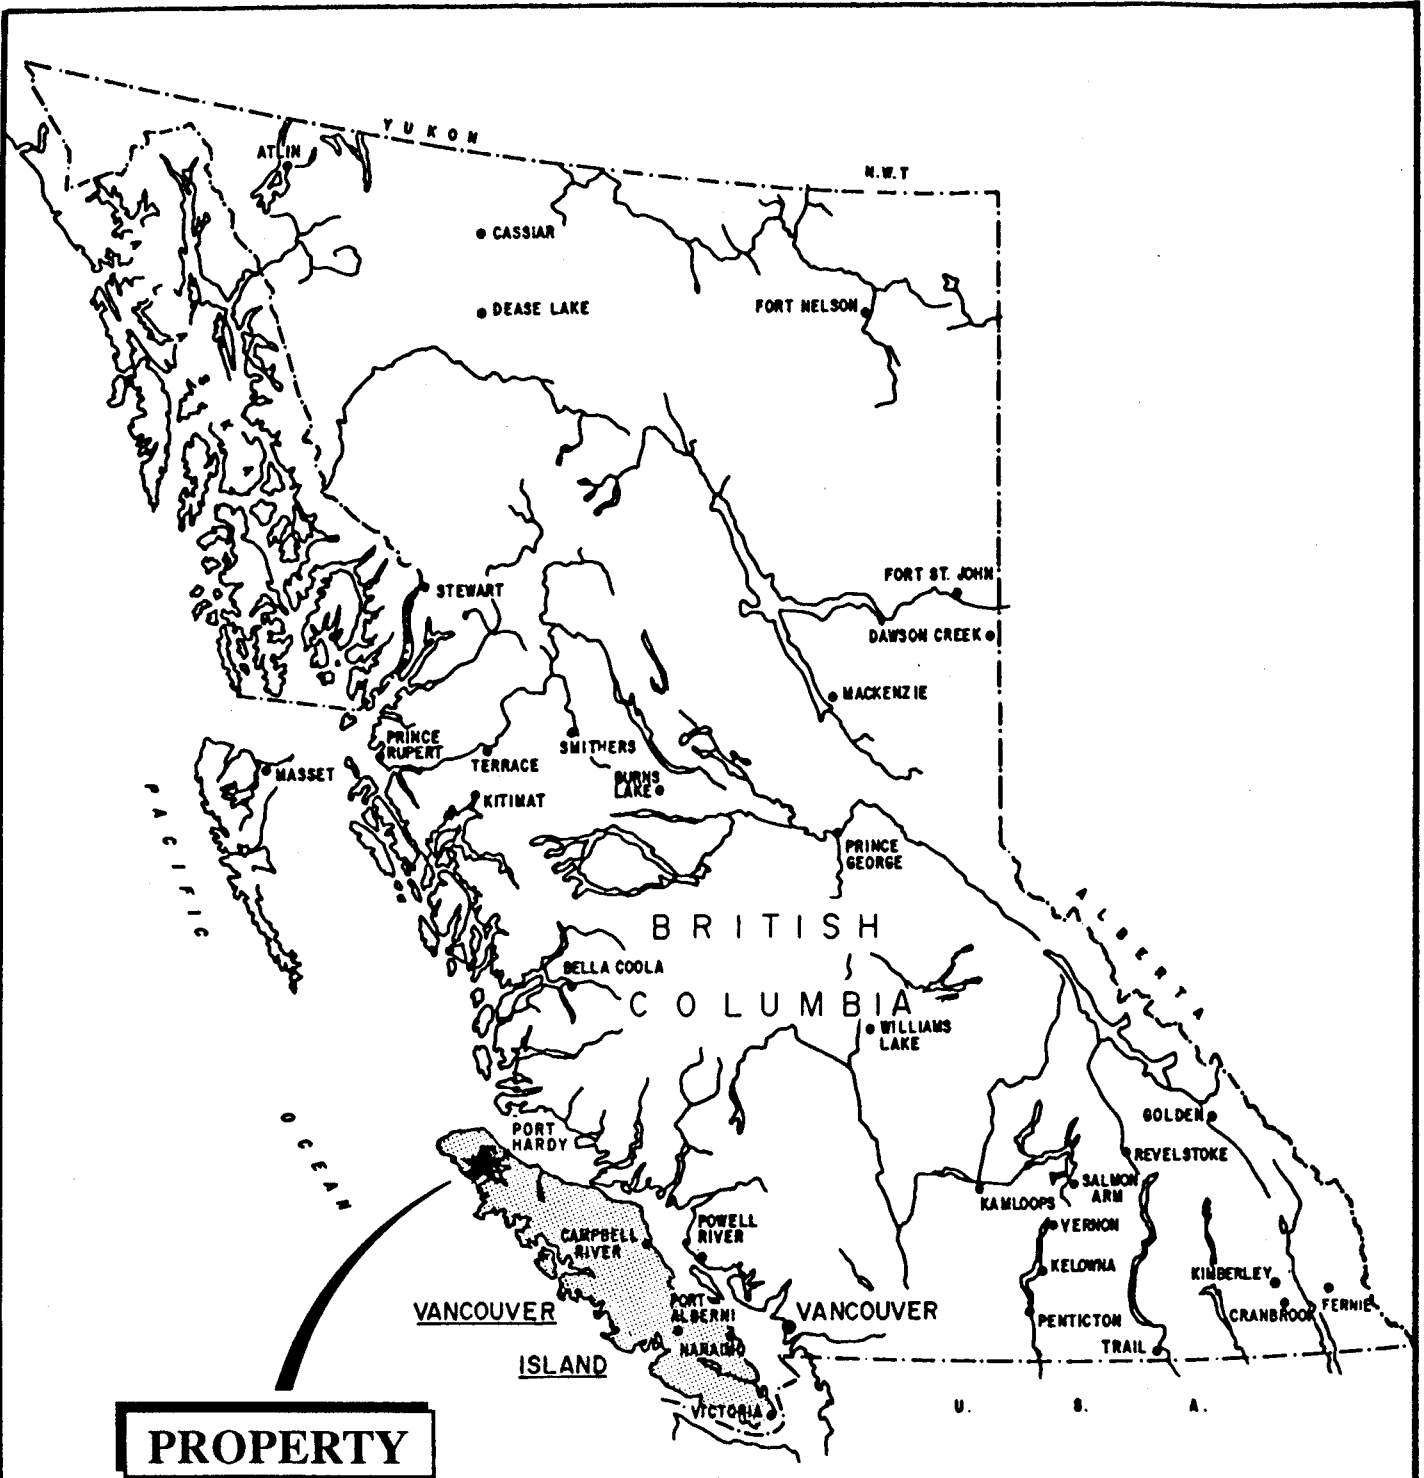 YUKON
N.W.T
ATLIN
CASSIAR
DEASE LAKE
FORT NELSON
ALASKA
STEWART
FORT ST. JOHN
DAWSON CREEK
MACKENZIE
PRINCE
RUPERT
TERRACE
SMITHERS
MASSET
KITIMAT
BURNS
LAKE
PRINCE
GEORGE
PACIFIC
BRITISH
COLUMBIA
ALBERTA
BELLA COOLA
WILLIAMS
LAKE
OCEAN
PORT
HARDY
GOLDEN
REVELSTOKE
SALMON
ARM
KAMLOOPS
VERNON
POWELL
RIVER
CAMPBELL
RIVER
KELOWNA
KIMBERLEY
CRANBROOK
FERNIE
PENTICTON
TRAIL
PORT
ALBERNI
VANCOUVER
VANCOUVER
ISLAND
NANAIMO
VICTORIA
U. S. A.
PROPERTY